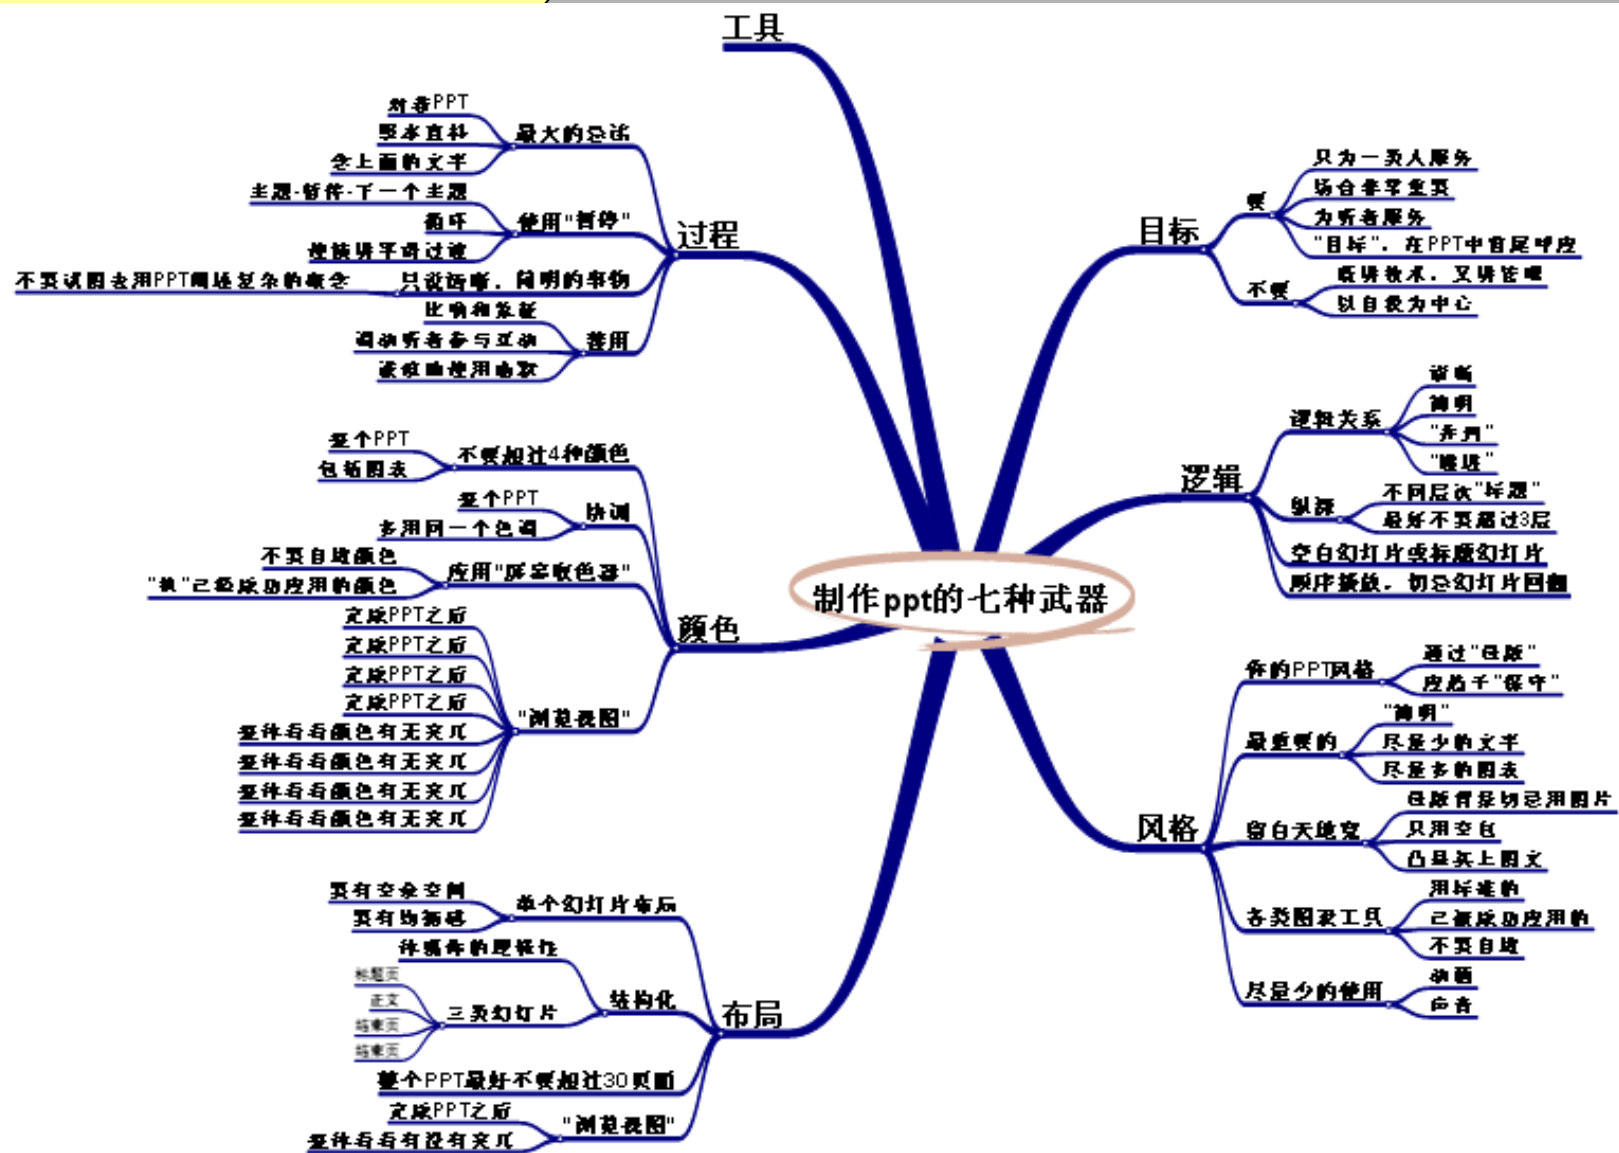 工具
制作ppt的七种武器
目标
要
只为一类人服务
场合非常重要
为听者服务
"目标"，在PPT中首尾呼应
不要
既讲技术，又讲管理
以自我为中心
逻辑
逻辑关系
清晰
简明
"并列"
"递进"
纵深
不同层次"标题"
最好不要超过3层
空白幻灯片或标题幻灯片
顺序播放，切忌幻灯片回翻
风格
你的PPT风格
通过"母版"
应趋于"保守"
最重要的
"简明"
尽量少的文字
尽量多的图表
留白天地宽
母版背景切忌用图片
只用空白
凸显其上图文
各类图表工具
用标准的
已被成功应用的
不要自造
尽量少的使用
动画
声音
过程
最大的忌讳
对着PPT
照本宣科
念上面的文字
使用"暂停"
主题-暂停-下一个主题
循环
使换讲平滑过渡
只说清晰，简明的事物
不要试图去用PPT阐述复杂的概念
善用
比喻和象征
调动听者参与互动
颜色
不要超过4种颜色
整个PPT
包括图表
协调
整个PPT
多用同一个色调
应用"屏幕取色器"
不要自造颜色
"偷"已经成功应用的颜色
"浏览视图"
完成PPT之后
完成PPT之后
完成PPT之后
完成PPT之后
整体看看颜色有无突兀
整体看看颜色有无突兀
整体看看颜色有无突兀
整体看看颜色有无突兀
布局
单个幻灯片布局
要有空余空间
要有均衡感
结构化
体现你的逻辑性
三类幻灯片
标题页
正文
结束页
结束页
整个PPT最好不要超过30页面
"浏览视图"
完成PPT之后
整体看看有没有突兀